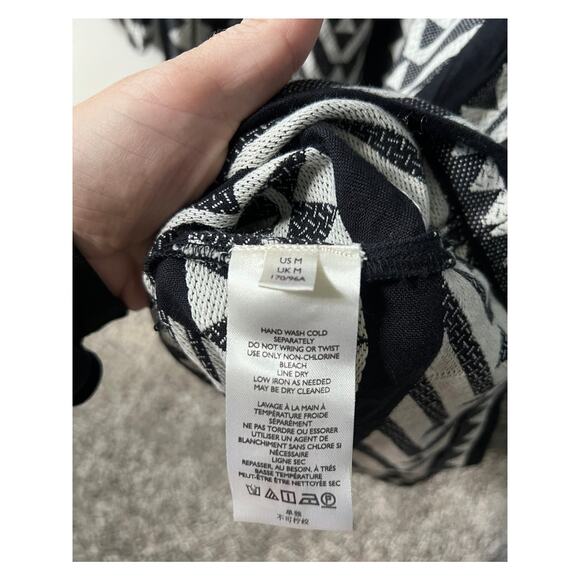 US M
UK M
170/96A
HAND WASH COLD
SEPARATELY
DO NOT WRING OR TWIST
USE ONLY NON-CHLORINE
BLEACH
LINE DRY
LOW IRON AS NEEDED
MAY BE DRY CLEANED
LAVAGE À LA MAIN À
TEMPÉRATURE FROIDE
SÉPARÉMENT
NE PAS TORDRE OU ESSORER
UTILISER UN AGENT DE
BLANCHIMENT SANS CHLORE SI
NÉCESSAIRE
LIGNE SEC
REPASSER, AU BESOIN, À TRÈS
BASSE TEMPÉRATURE
PEUT-ÊTRE ÊTRE NETTOYÉE SEC
P
单独
不可拧绞